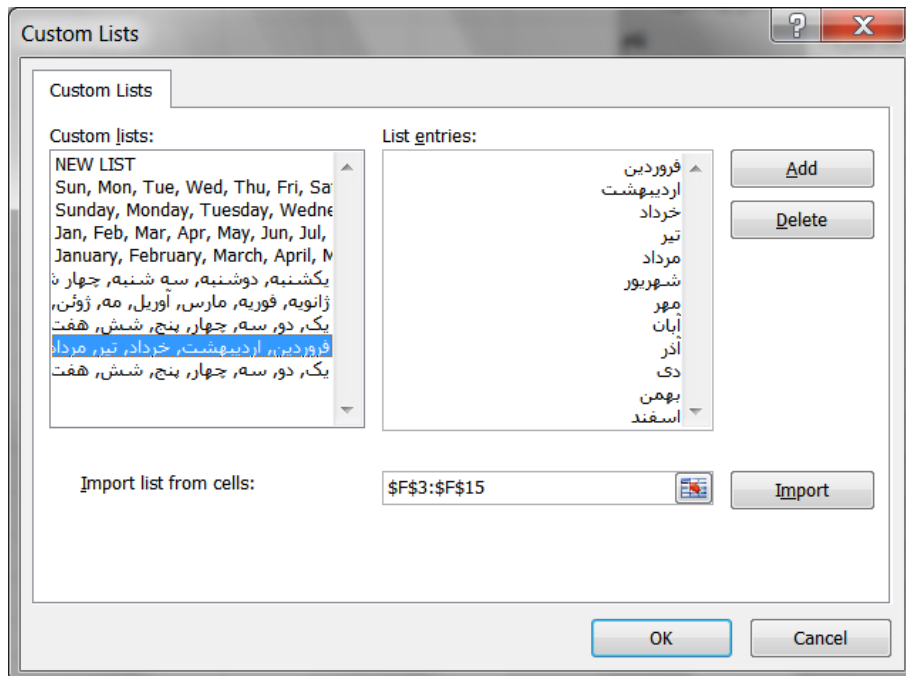 Custom Lists
Custom Lists
Custom lists:
NEW LIST
Sun, Mon, Tue, Wed, Thu, Fri, Sa
Sunday, Monday, Tuesday, Wedne
Jan, Feb, Mar, Apr, May, Jun, Jul,
January, February, March, April, M
یکشنبه, دوشنبه, سه شنبه, چهار ش
ژانویه, فوریه, مارس, آوریل, مه, ژوئن,
یک, دو, سه, چهار, پنج, شش, هفت
فروردین, اردیبهشت, خرداد, تیر, مرداد
یک, دو, سه, چهار, پنج, شش, هفت
List entries:
فروردین
اردیبهشت
خرداد
تیر
مرداد
شهریور
مهر
آبان
آذر
دی
بهمن
اسفند
Add
Delete
Import list from cells:
$F$3:$F$15
Import
OK
Cancel